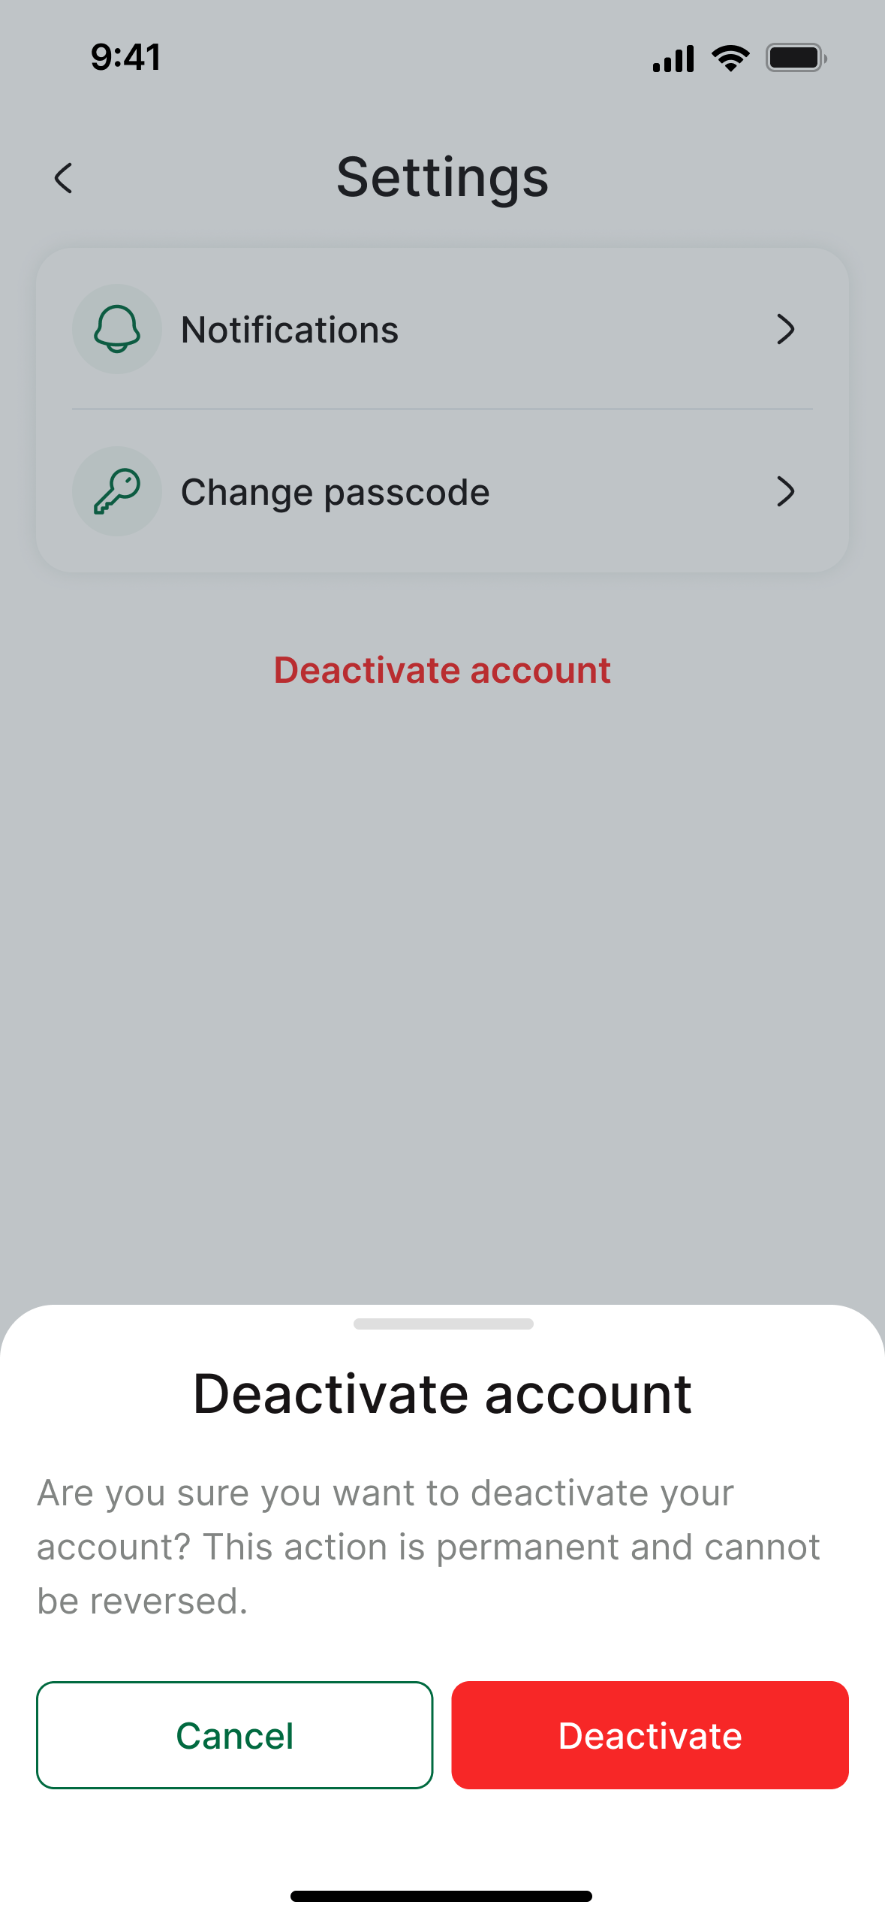 9:41
Settings
Notifications
Change passcode
Deactivate account
Deactivate account
Are you sure you want to deactivate your
account? This action is permanent and cannot
be reversed.
Cancel
Deactivate